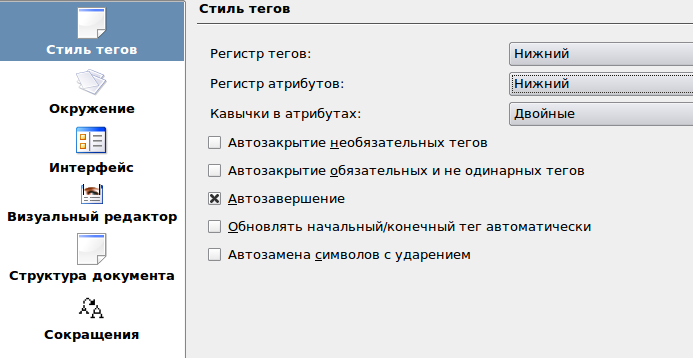 Стиль тегов
Окружение
Интерфейс
Визуальный редактор
Структура документа
Сокращения
Стиль тегов
Регистр тегов: Нижний
Регистр атрибутов: Нижний
Кавычки в атрибутах: Двойные
Автозакрытие необязательных тегов
Автозакрытие обязательных и не одинарных тегов
Автозавершение
Обновлять начальный/конечный тег автоматически
Автозамена символов с ударением